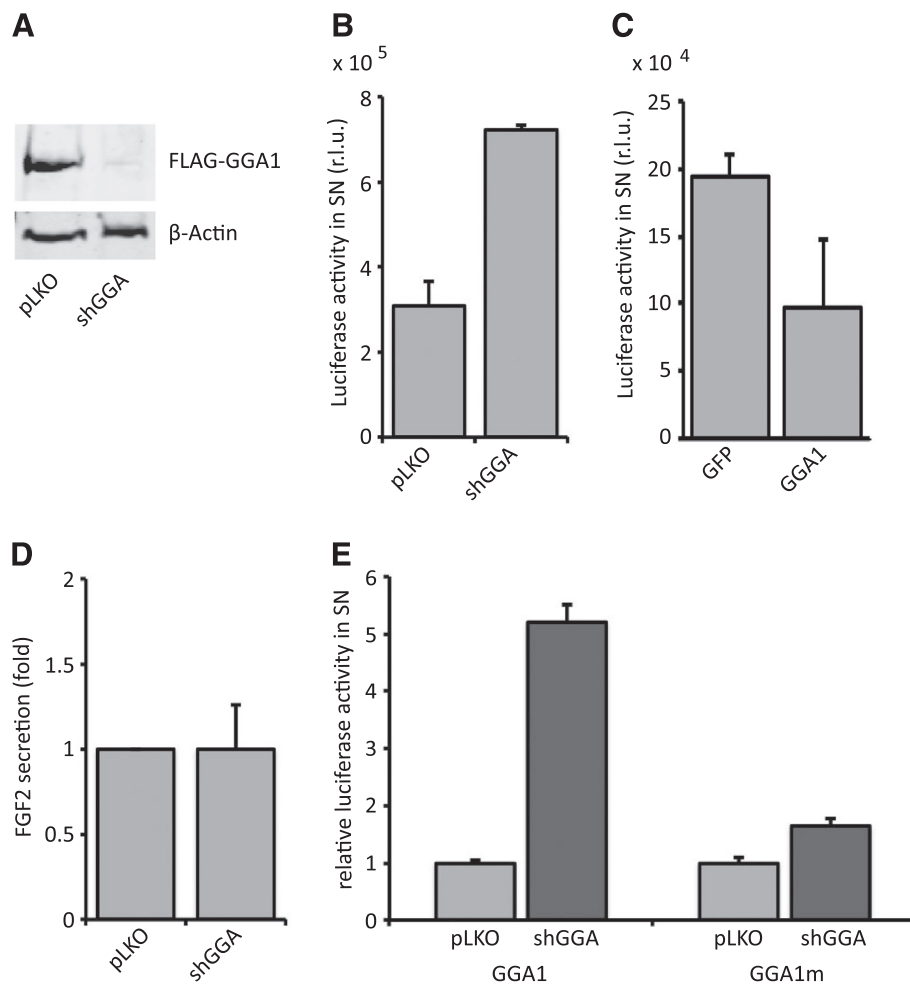 A
FLAG-GGA1
β-Actin
pLKO
shGGA
B
x 10 5
Luciferase activity in SN (r.l.u.)
8
6
4
2
0
pLKO
shGGA
C
x 10 4
Luciferase activity in SN (r.l.u.)
25
20
15
10
5
0
GFP
GGA1
D
FGF2 secretion (fold)
2
1.5
1
0.5
0
pLKO
shGGA
E
relative luciferase activity in SN
6
5
4
3
2
1
0
pLKO shGGA pLKO shGGA
GGA1 GGA1m